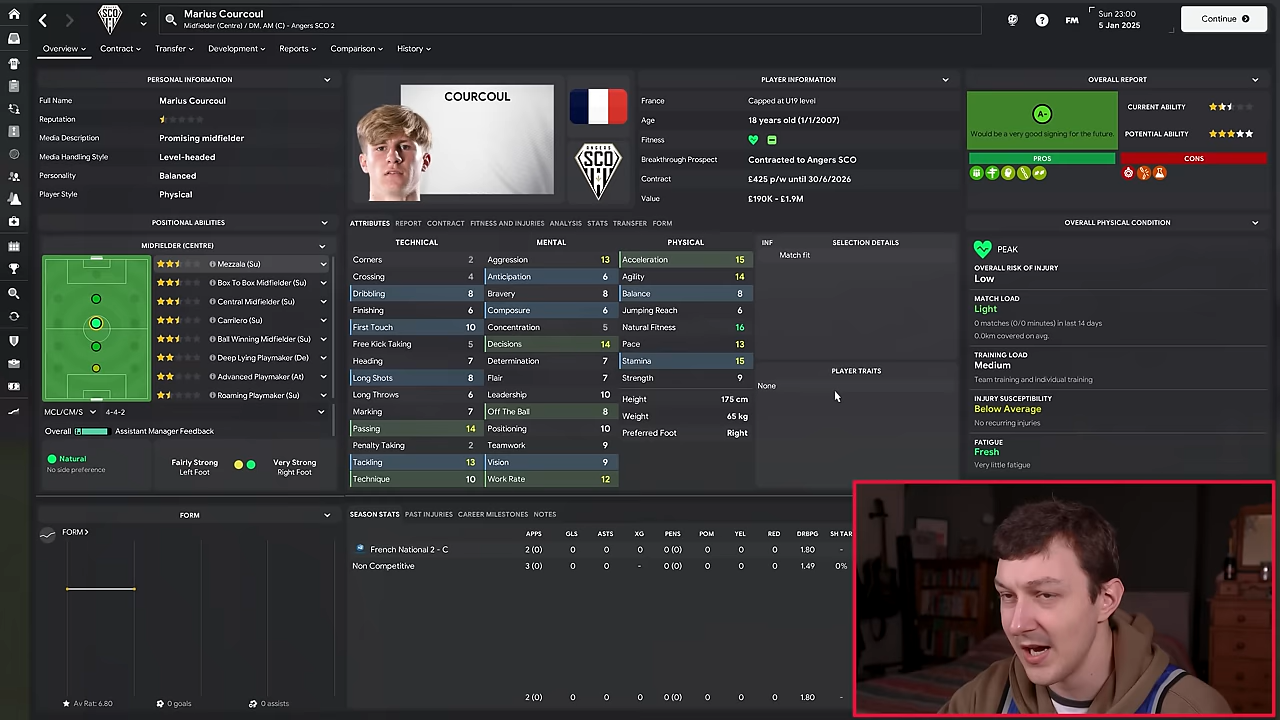 Marius Courcoul
Midfielder (Centre) / DM, AM (C) - Angers SCO 2
SCO
FM
Sun 23:00
5 Jan 2025
Continue
Overview
Contract
Transfer
Development
Reports
Comparison
History
PERSONAL INFORMATION
Full Name Marius Courcoul
Reputation
Media Description Promising midfielder
Media Handling Style Level-headed
Personality Balanced
Player Style Physical
POSITIONAL ABILITIES
MIDFIELDER (CENTRE)
Mezzala (Su)
Box To Box Midfielder (Su)
Central Midfielder (Su)
Carrilero (Su)
Ball Winning Midfielder (Su)
Deep Lying Playmaker (De)
Advanced Playmaker (At)
Roaming Playmaker (Su)
MCL/CM/S 4-4-2
Overall Assistant Manager Feedback
Natural
No side preference
Fairly Strong
Left Foot
Very Strong
Right Foot
FORM
FORM
Av Rat: 6.80 0 goals 0 assists
COURCOUL
ANGERS
SCO
PLAYER INFORMATION
France Capped at U19 level
Age 18 years old (1/1/2007)
Fitness
Breakthrough Prospect Contracted to Angers SCO
Contract £425 p/w until 30/6/2026
Value £190K - £1.9M
ATTRIBUTES REPORT CONTRACT FITNESS AND INJURIES ANALYSIS STATS TRANSFER FORM
TECHNICAL
Corners 2
Crossing 4
Dribbling 8
Finishing 6
First Touch 10
Free Kick Taking 5
Heading 7
Long Shots 8
Long Throws 6
Marking 7
Passing 14
Penalty Taking 2
Tackling 13
Technique 10
MENTAL
Aggression 13
Anticipation 6
Bravery 8
Composure 6
Concentration 5
Decisions 14
Determination 7
Flair 7
Leadership 10
Off The Ball 8
Positioning 10
Teamwork 9
Vision 9
Work Rate 12
PHYSICAL
Acceleration 15
Agility 14
Balance 8
Jumping Reach 6
Natural Fitness 16
Pace 13
Stamina 15
Strength 9
Height 175 cm
Weight 65 kg
Preferred Foot Right
INF SELECTION DETAILS
Match fit
PLAYER TRAITS
None
SEASON STATS PAST INJURIES CAREER MILESTONES NOTES
APPS GLS ASTS XG PENS POM YEL RED DRBPG SH TAR
French National 2 - C 2 (0) 0 0 0 0 (0) 0 0 0 1.80 -
Non Competitive 3 (0) 0 0 - 0 (0) 0 0 0 1.49 0%
2 (0) 0 0 0 0 (0) 0 0 0 1.80 -
OVERALL REPORT
A-
Would be a very good signing for the future.
CURRENT ABILITY
POTENTIAL ABILITY
PROS CONS
OVERALL PHYSICAL CONDITION
PEAK
OVERALL RISK OF INJURY
Low
MATCH LOAD
Light
0 matches (0/0 minutes) in last 14 days
0.0km covered on avg.
TRAINING LOAD
Medium
Team training and individual training
INJURY SUSCEPTIBILITY
Below Average
No recurring injuries
FATIGUE
Fresh
Very little fatigue